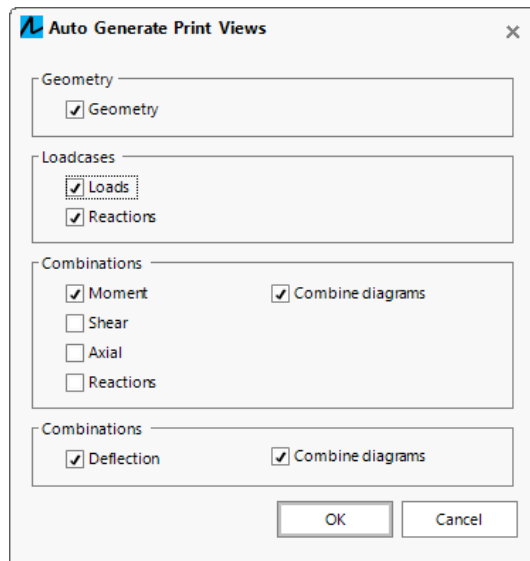 Auto Generate Print Views
Geometry
Geometry
Loadcases
Loads
Reactions
Combinations
Moment Combine diagrams
Shear
Axial
Reactions
Combinations
Deflection Combine diagrams
OK Cancel